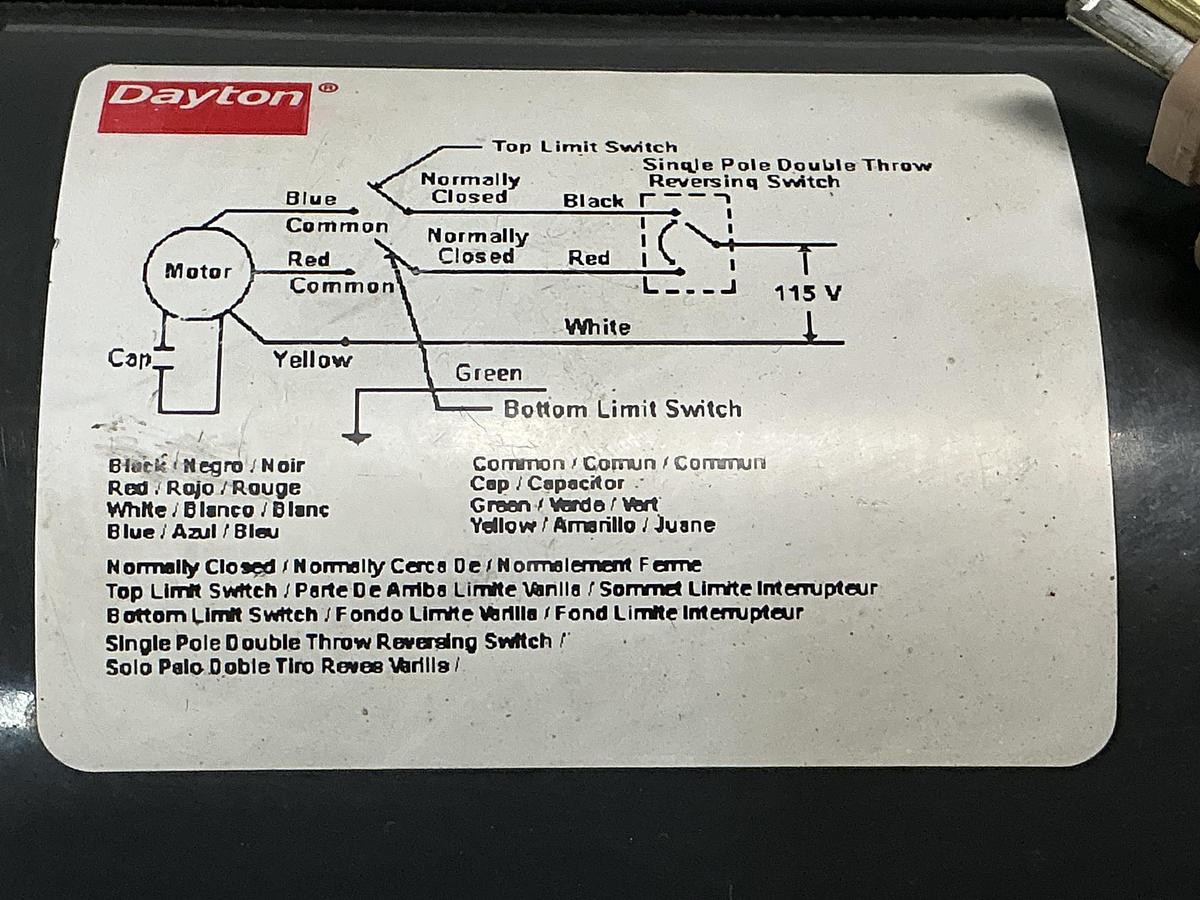 Dayton®
Top Limit Switch
Single Pole Double Throw
Reversing Switch
Normally
Closed
Blue
Black
Common
Normally
Closed
Motor
Red
Red
Common
115 V
White
Cap
Yellow
Green
Bottom Limit Switch
Black / Negro / Noir
Red / Rojo / Rouge
White / Blanco / Blanc
Blue / Azul / Bleu
Common / Comun / Commun
Cap / Capacitor
Green / Verde / Vert
Yellow / Amarillo / Juane
Normally Closed / Normally Cerca De / Normalement Ferme
Top Limit Switch / Parte De Arriba Limite Varilla / Sommet Limite Interrupteur
Bottom Limit Switch / Fondo Limite Varilla / Fond Limite Interrupteur
Single Pole Double Throw Reversing Switch /
Solo Palo Doble Tiro Reves Varilla /